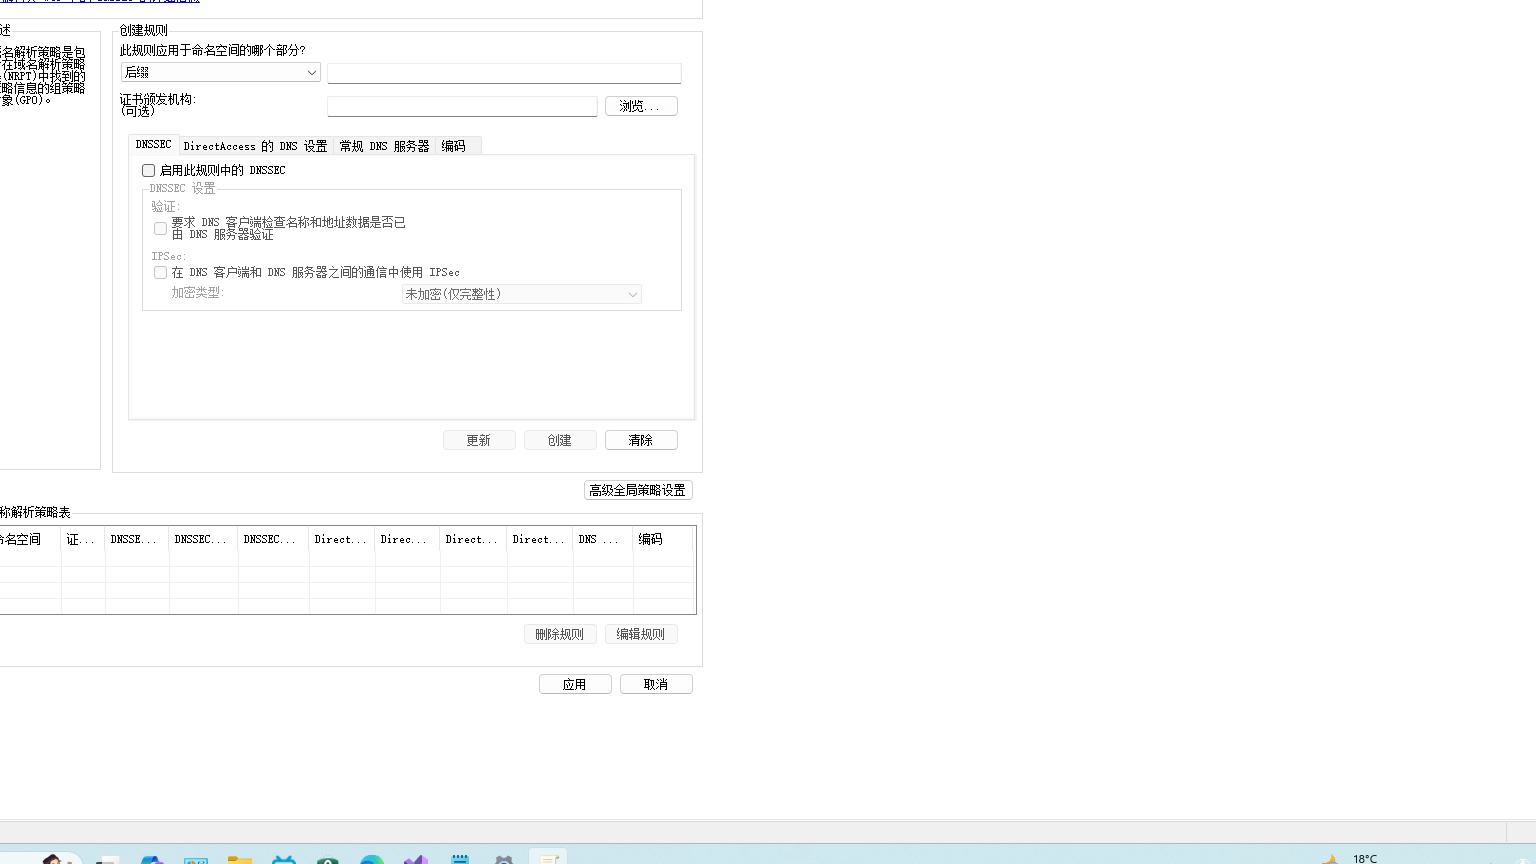 述
创建规则
名解析策略是包
在域名解析策略
(NRPT)中找到的
略信息的组策略
象(GPO)。
此规则应用于命名空间的哪个部分?
后缀
证书颁发机构:
(可选)
浏览...
DNSSEC
DirectAccess 的 DNS 设置
常规 DNS 服务器
编码
启用此规则中的 DNSSEC
DNSSEC 设置
验证:
要求 DNS 客户端检查名称和地址数据是否已
由 DNS 服务器验证
IPSec:
在 DNS 客户端和 DNS 服务器之间的通信中使用 IPSec
加密类型:
未加密(仅完整性)
更新
创建
清除
高级全局策略设置
称解析策略表
命名空间
证...
DNSSE...
DNSSEC...
DNSSEC...
Direct...
Direc...
Direct...
Direct...
DNS ...
编码
删除规则
编辑规则
应用
取消
18°C